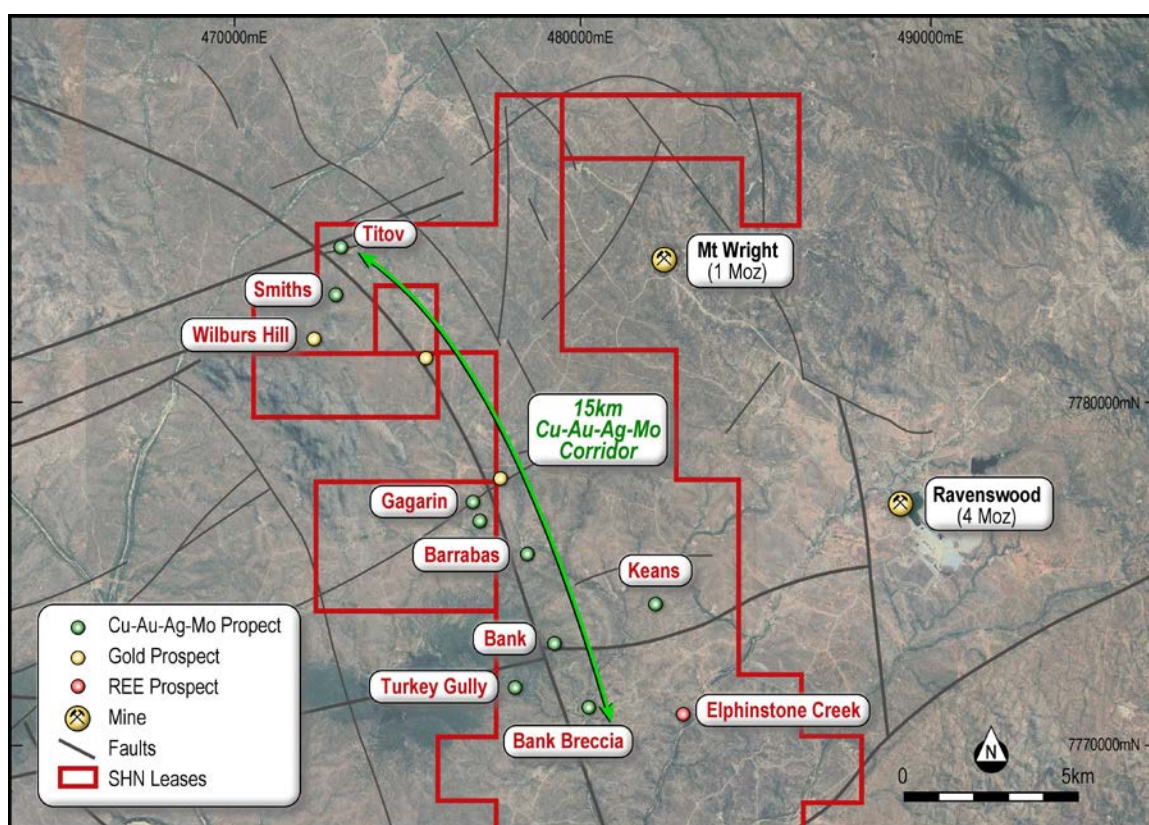 470000mE
480000mE
490000mE
Titov
Mt Wright
(1 Moz)
Smiths
Wilburs Hill
7780000mN
15km
Cu-Au-Ag-Mo
Corridor
Gagarin
Ravenswood
(4 Moz)
Barrabas
Keans
Cu-Au-Ag-Mo Propect
Bank
Gold Prospect
REE Prospect
Turkey Gully
Elphinstone Creek
Mine
Bank Breccia
Faults
N
7770000mN
SHN Leases
0
5km